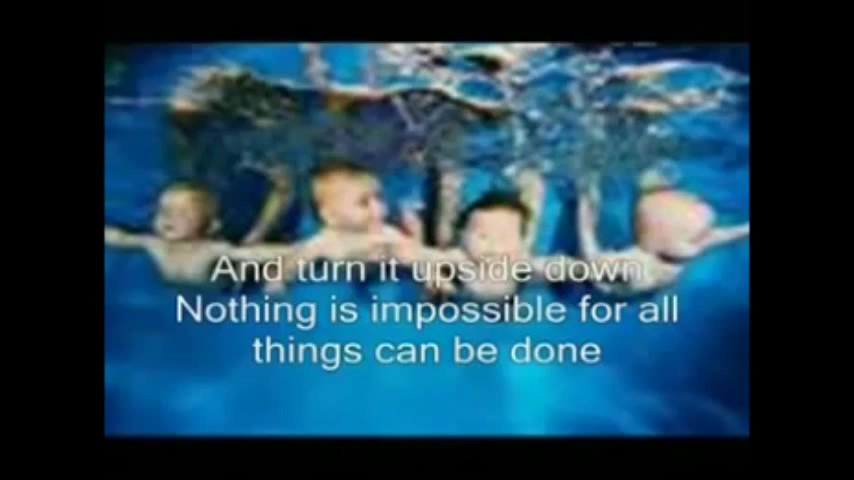 And turn it upside down
Nothing is impossible for all
things can be done